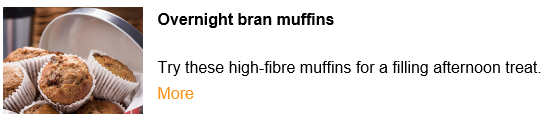 Overnight bran muffins
Try these high-fibre muffins for a filling afternoon treat.
More